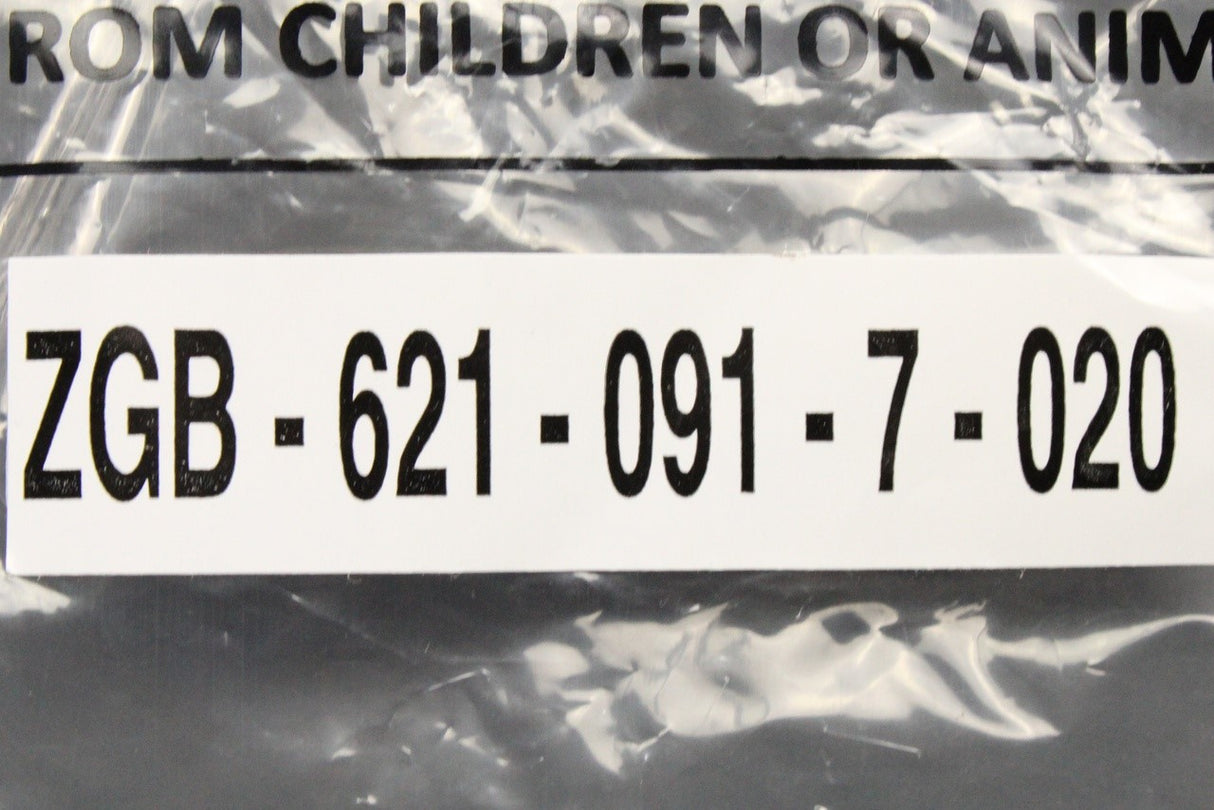 ROM CHILDREN OR ANIM
ZGB - 621 - 091 - 7 - 020